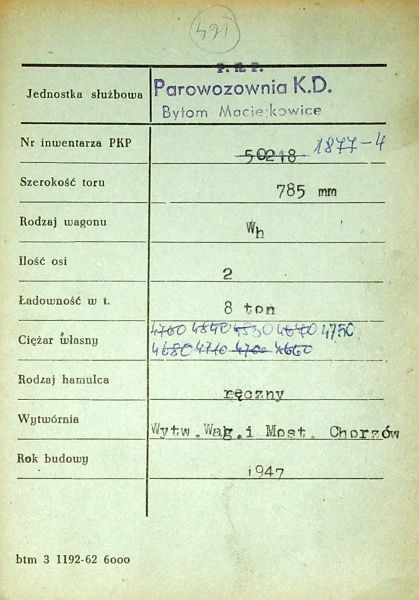 491
P.K.P.
Jednostka służbowa Parowozownia K.D.
Bytom Maciejkowice
Nr inwentarza PKP 50218 1877-4
Szerokość toru 785 mm
Rodzaj wagonu Wh
Ilość osi 2
Ładowność w t. 8 ton
4760 4840 4530 4640 4750
Ciężar własny 4680 4710 4700 4660
Rodzaj hamulca ręczny
Wytwórnia Wytw.Wag.i Most. Chorzów
Rok budowy 1947
btm 3 1192-62 6000